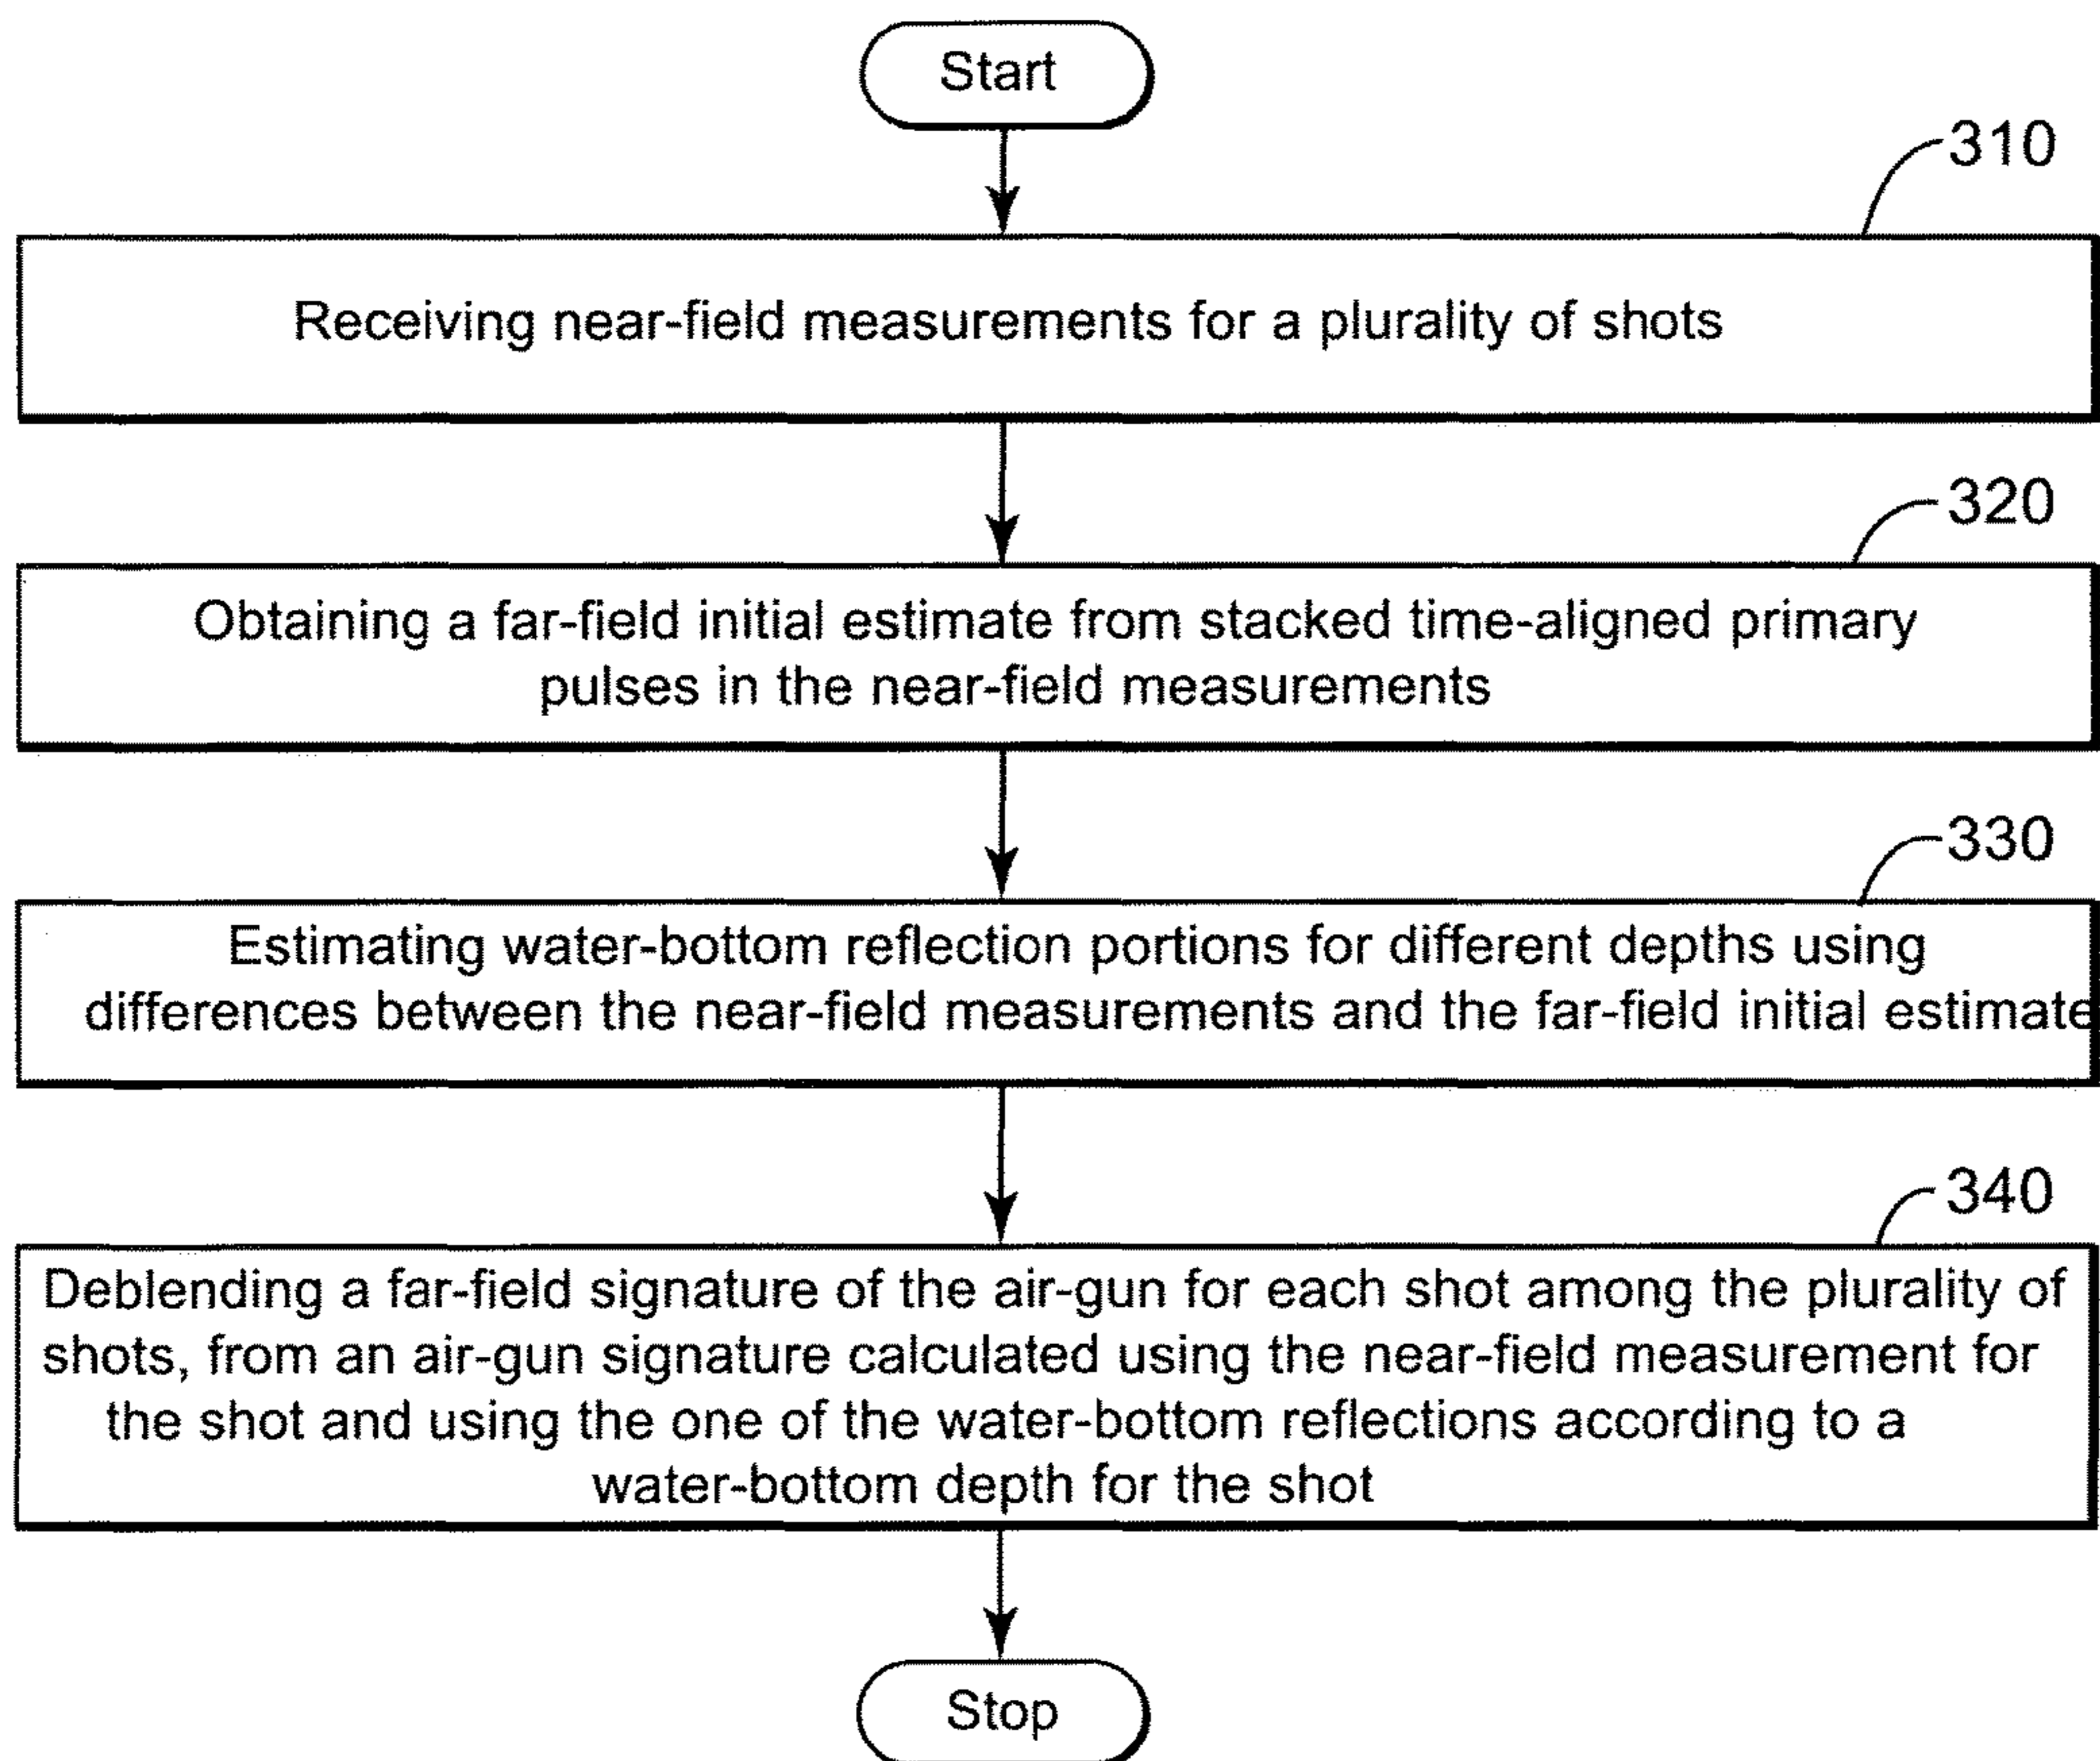 Start
310
Receiving near-field measurements for a plurality of shots
320
Obtaining a far-field initial estimate from stacked time-aligned primary
pulses in the near-field measurements
330
Estimating water-bottom reflection portions for different depths using
differences between the near-field measurements and the far-field initial estimate
340
Deblending a far-field signature of the air-gun for each shot among the plurality of
shots, from an air-gun signature calculated using the near-field measurement for
the shot and using the one of the water-bottom reflections according to a
water-bottom depth for the shot
Stop